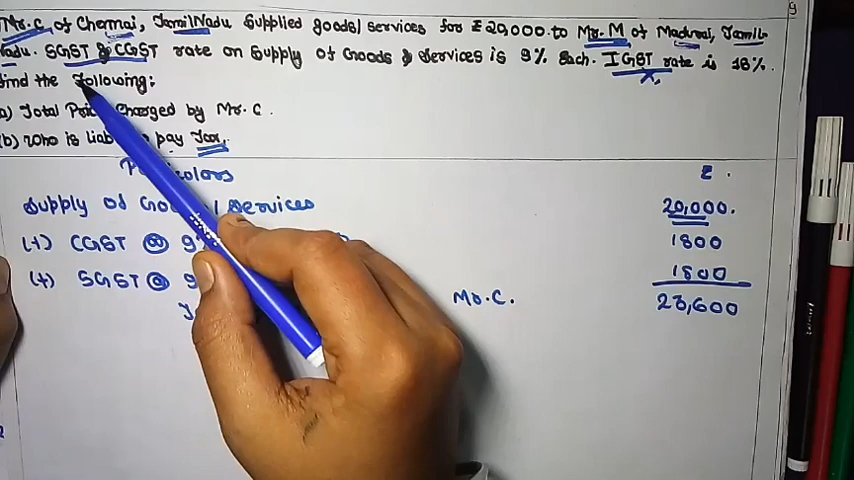 Mr. C of Chennai, TamilNadu Supplied goods/services for ₹20,000 to Mr. M of Madurai, Tamil-
Nadu. SGST & CGST rate on Supply of Goods & Services is 9% Each. IGST rate is 18%.
Find the Following:
a) Total Price Charged by Mr. C.
(b) Who is pay Tax.
₹
Supply of Services 20,000.
(+) CGST @ 9 1800
(+) SGST @ 9 1800
Mr. C. 23,600